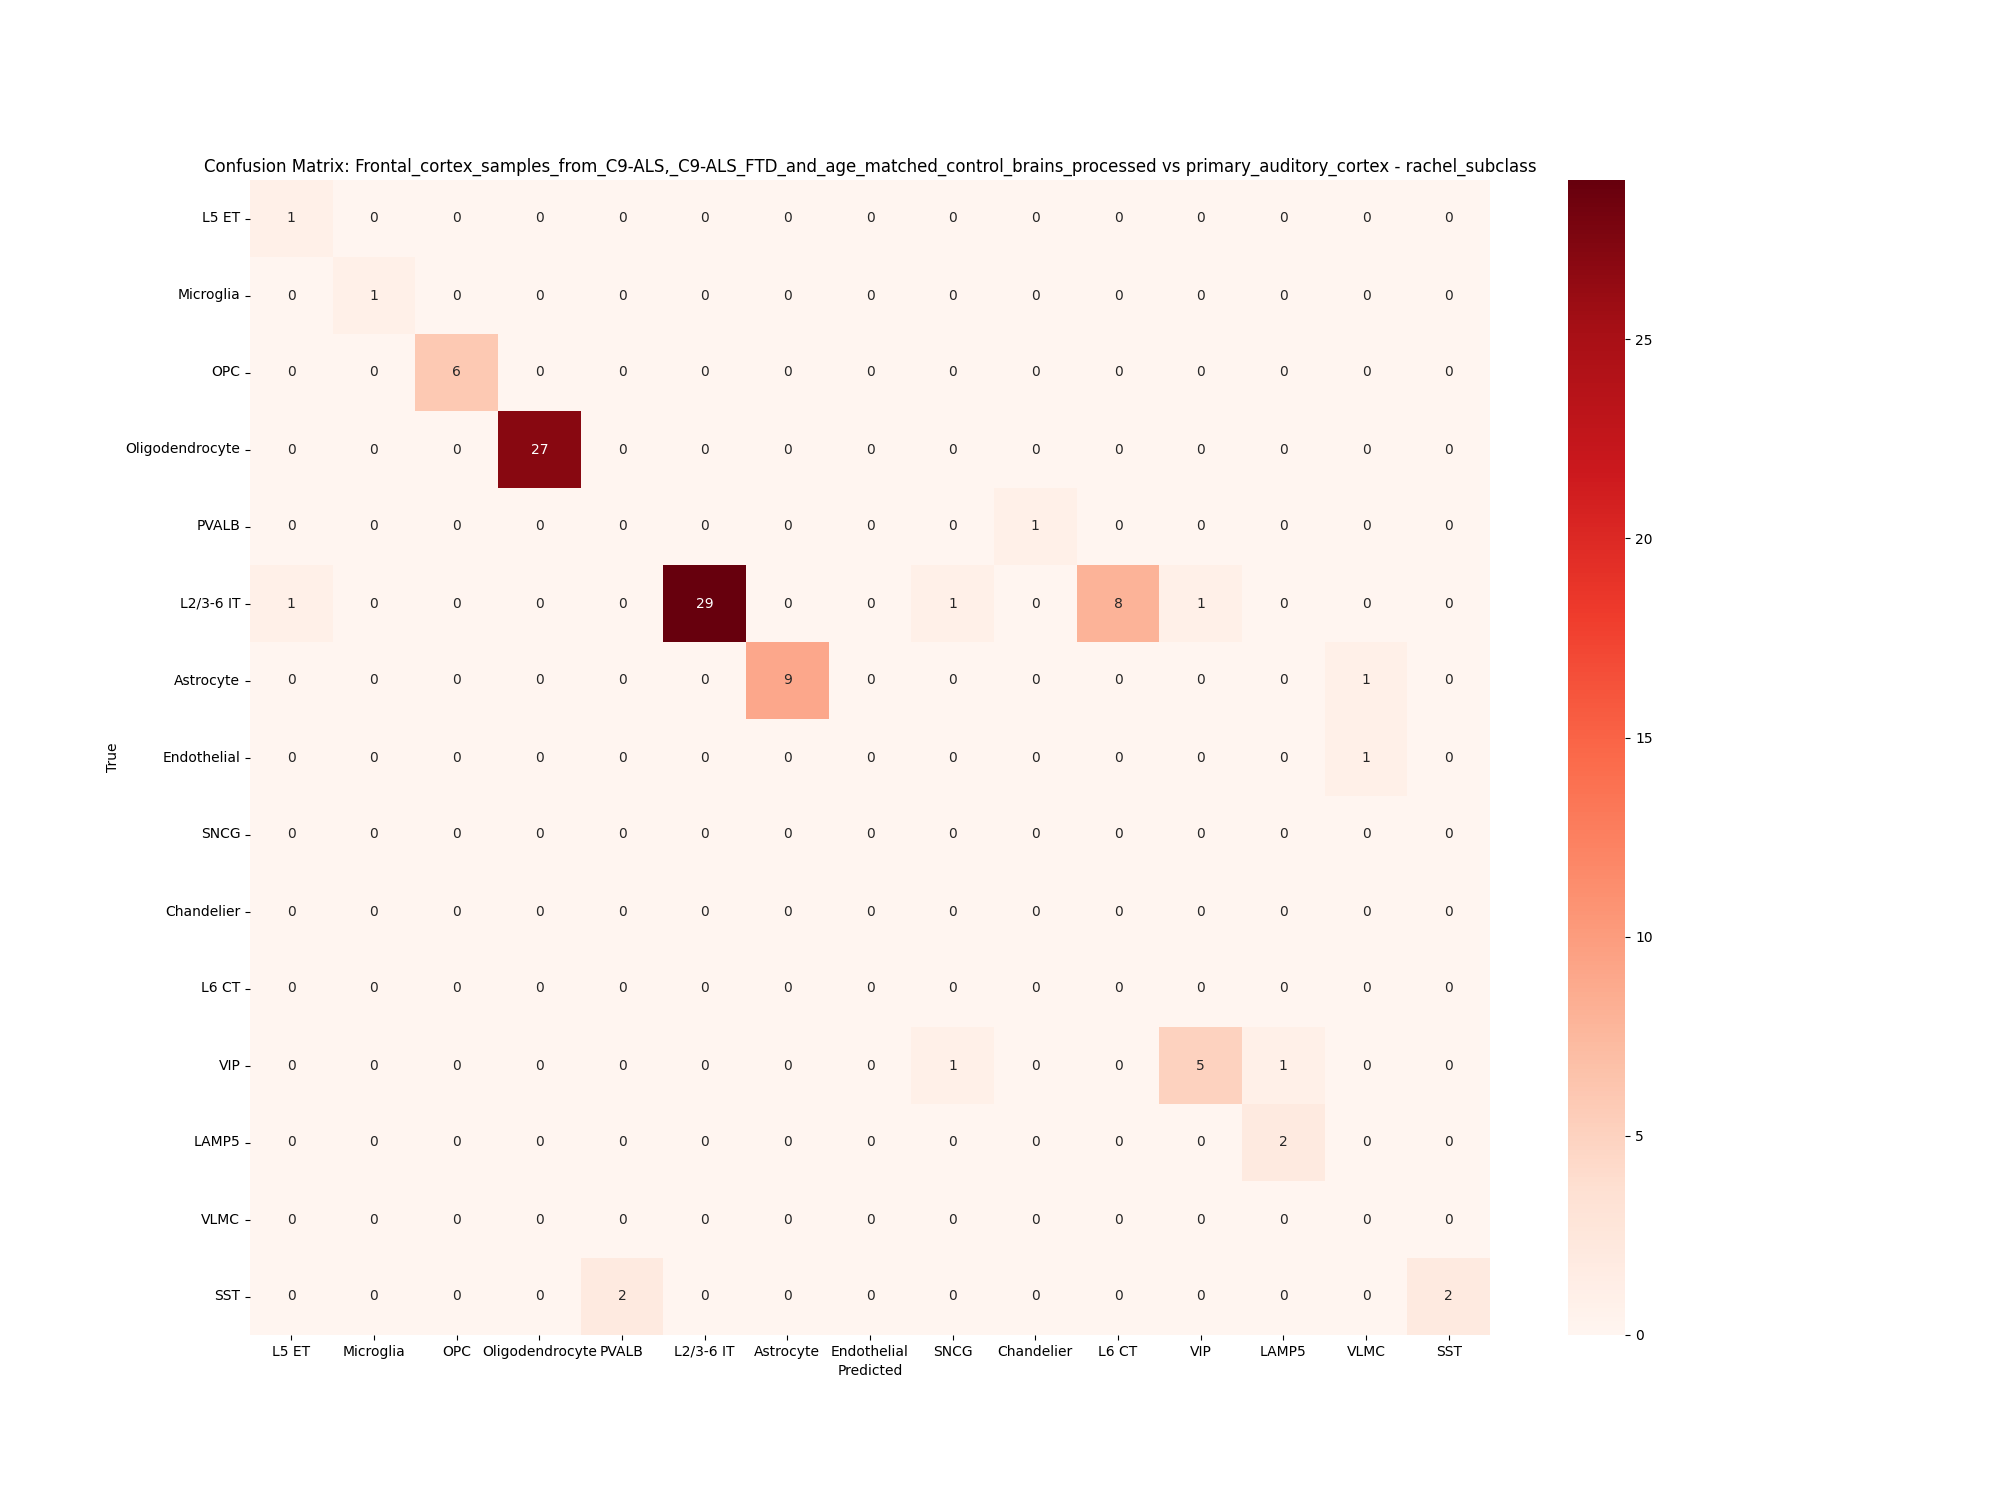 Confusion Matrix: Frontal_cortex_samples_from_C9-ALS,_C9-ALS_FTD_and_age_matched_control_brains_processed vs primary_auditory_cortex - rachel_subclass
L5 ET 1 0 0 0 0 0 0 0 0 0 0 0 0 0 0
Microglia 0 1 0 0 0 0 0 0 0 0 0 0 0 0 0
OPC 0 0 6 0 0 0 0 0 0 0 0 0 0 0 0
Oligodendrocyte 0 0 0 27 0 0 0 0 0 0 0 0 0 0 0
PVALB 0 0 0 0 0 0 0 0 0 1 0 0 0 0 0
L2/3-6 IT 1 0 0 0 0 29 0 0 1 0 8 1 0 0 0
Astrocyte 0 0 0 0 0 0 9 0 0 0 0 0 0 1 0
Endothelial 0 0 0 0 0 0 0 0 0 0 0 0 0 1 0
SNCG 0 0 0 0 0 0 0 0 0 0 0 0 0 0 0
Chandelier 0 0 0 0 0 0 0 0 0 0 0 0 0 0 0
L6 CT 0 0 0 0 0 0 0 0 0 0 0 0 0 0 0
VIP 0 0 0 0 0 0 0 0 1 0 0 5 1 0 0
LAMP5 0 0 0 0 0 0 0 0 0 0 0 0 2 0 0
VLMC 0 0 0 0 0 0 0 0 0 0 0 0 0 0 0
SST 0 0 0 0 2 0 0 0 0 0 0 0 0 0 2
L5 ET Microglia OPC Oligodendrocyte PVALB L2/3-6 IT Astrocyte Endothelial SNCG Chandelier L6 CT VIP LAMP5 VLMC SST
Predicted
True
25
20
15
10
5
0